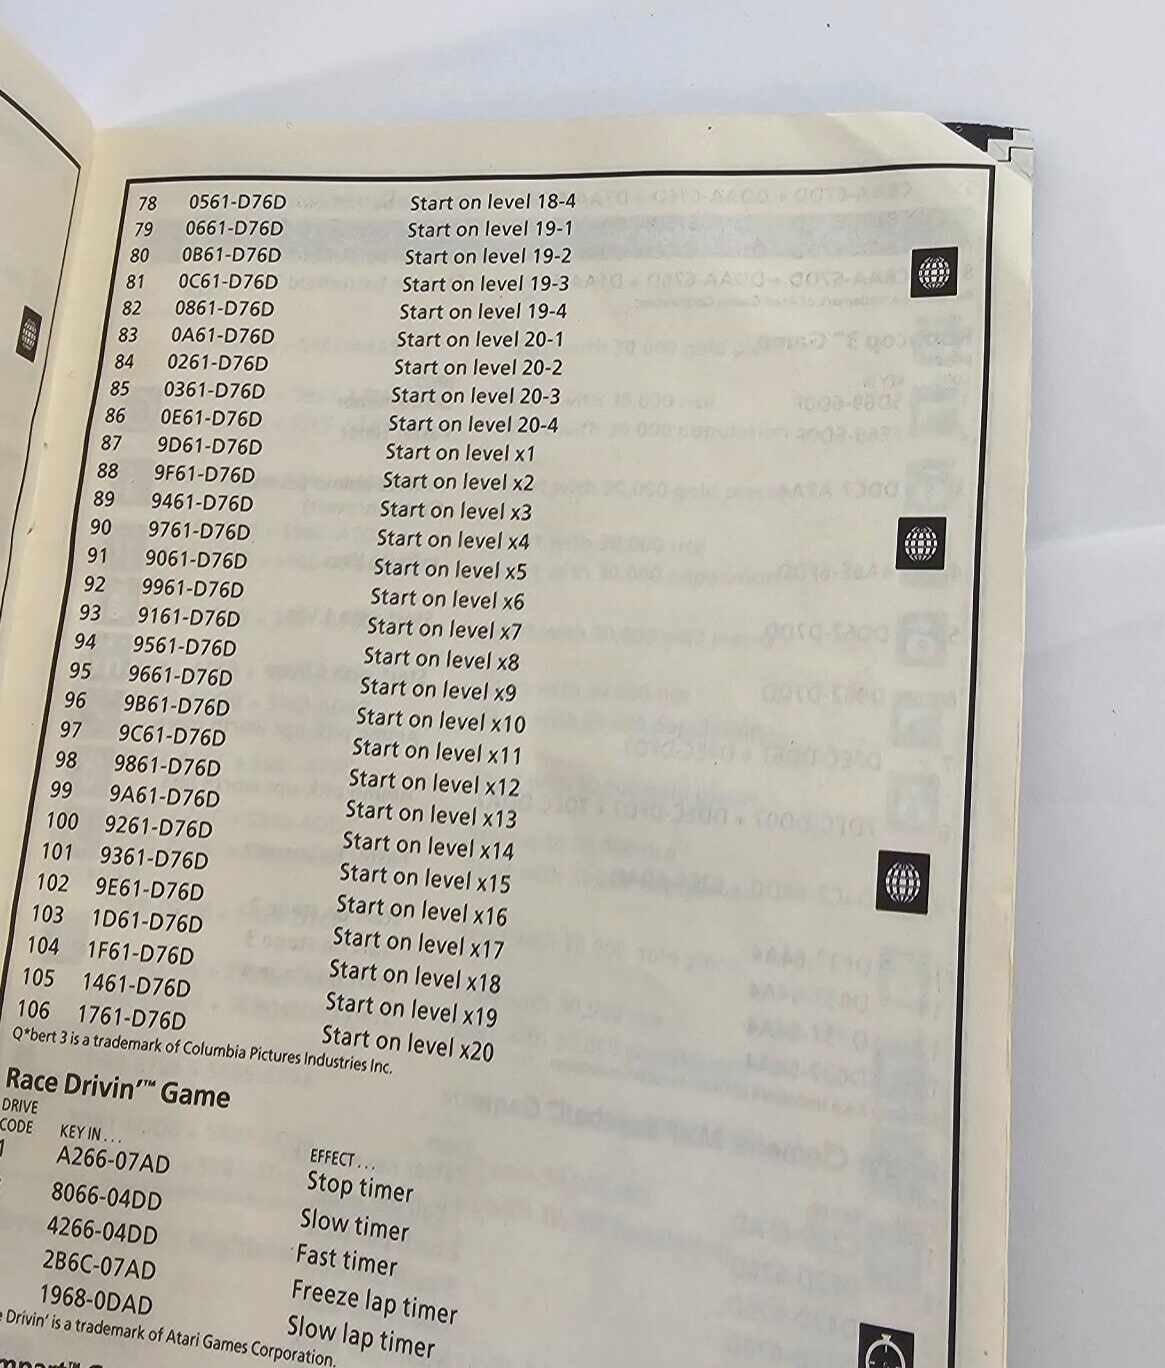 78 0561-D76D Start on level 18-4
79 0661-D76D Start on level 19-1
80 0B61-D76D Start on level 19-2
81 0C61-D76D Start on level 19-3
82 0861-D76D Start on level 19-4
83 0A61-D76D Start on level 20-1
84 0261-D76D Start on level 20-2
85 0361-D76D Start on level 20-3
86 0E61-D76D Start on level 20-4
87 9D61-D76D Start on level x1
88 9F61-D76D Start on level x2
89 9461-D76D Start on level x3
90 9761-D76D Start on level x4
91 9061-D76D Start on level x5
92 9961-D76D Start on level x6
93 9161-D76D Start on level x7
94 9561-D76D Start on level x8
95 9661-D76D Start on level x9
96 9B61-D76D Start on level x10
97 9C61-D76D Start on level x11
98 9861-D76D Start on level x12
99 9A61-D76D Start on level x13
100 9261-D76D Start on level x14
101 9361-D76D Start on level x15
102 9E61-D76D Start on level x16
103 1D61-D76D Start on level x17
104 1F61-D76D Start on level x18
105 1461-D76D Start on level x19
106 1761-D76D Start on level x20
Q*bert 3 is a trademark of Columbia Pictures Industries Inc.
Race Drivin'™ Game
DRIVE
CODE KEY IN . . . EFFECT . . .
1 A266-07AD Stop timer
8066-04DD Slow timer
4266-04DD Fast timer
2B6C-07AD Freeze lap timer
1968-0DAD Slow lap timer
Drivin' is a trademark of Atari Games Corporation.